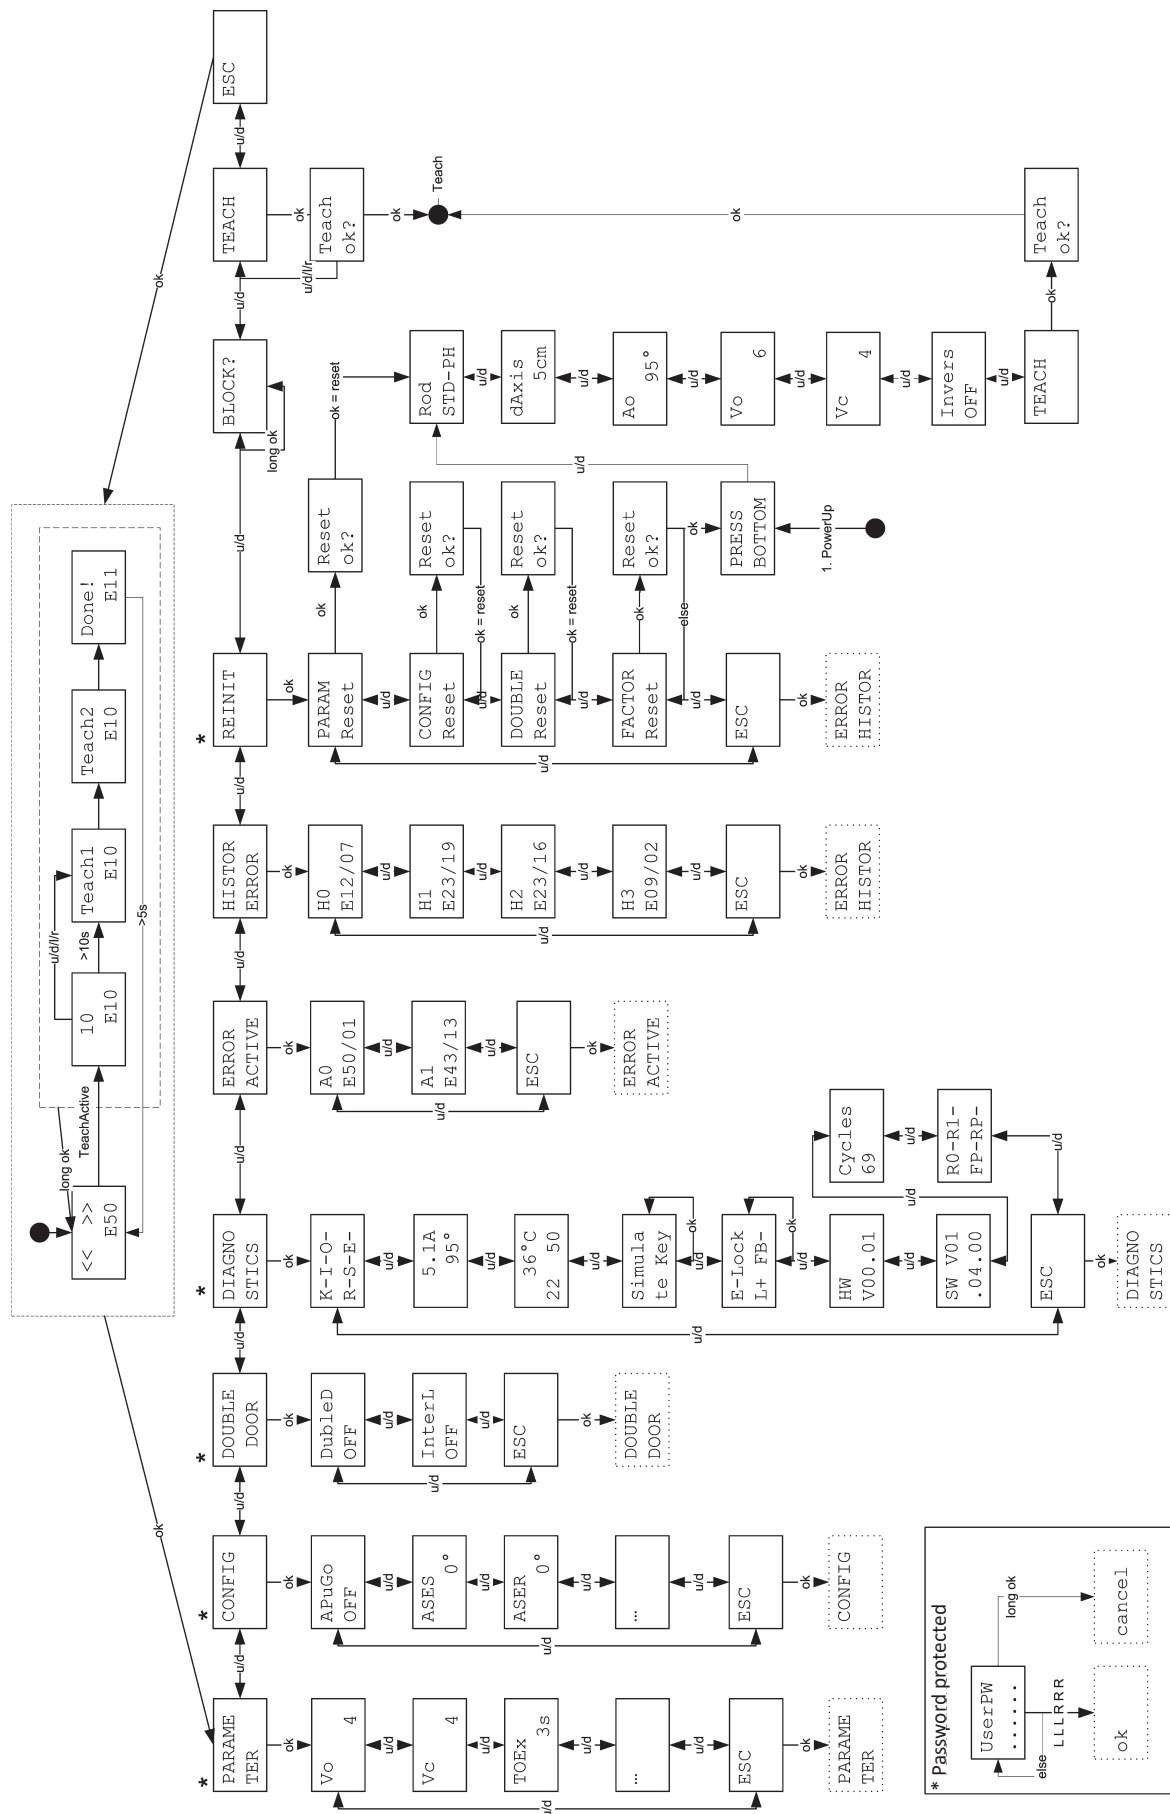 << >>
E50
TeachActive
10
E10
>10s
u/d/l/r
Teach1
E10
Teach2
E10
Done!
E11
>5s
long ok
ok
ok
*
PARAME
TER
u/d
*
CONFIG
u/d
*
DOUBLE
DOOR
u/d
*
DIAGNO
STICS
u/d
ERROR
ACTIVE
u/d
HISTOR
ERROR
u/d
*
REINIT
u/d
BLOCK?
long ok
u/d
TEACH
u/d
ESC
ok
Vo
4
u/d
Vc
4
u/d
TOEx
3s
u/d
...
u/d
ESC
u/d
ok
PARAME
TER
ok
APuGo
OFF
u/d
ASES
0°
u/d
ASER
0°
u/d
...
u/d
ESC
u/d
ok
CONFIG
ok
DubleD
OFF
u/d
InterL
OFF
u/d
ESC
u/d
ok
DOUBLE
DOOR
ok
K-I-O-
R-S-E-
u/d
5.1A
95°
u/d
36°C
22 50
u/d
Simula
te Key
ok
u/d
E-Lock
L+ FB-
ok
u/d
HW
V00.01
u/d
SW V01
.04.00
u/d
Cycles
69
u/d
R0-R1-
FP-RP-
u/d
ESC
u/d
ok
DIAGNO
STICS
ok
A0
E50/01
u/d
A1
E43/13
u/d
ESC
u/d
ok
ERROR
ACTIVE
ok
H0
E12/07
u/d
H1
E23/19
u/d
H2
E23/16
u/d
H3
E09/02
u/d
ESC
u/d
ok
ERROR
HISTOR
ok
PARAM
Reset
ok
Reset
ok?
ok = reset
u/d
CONFIG
Reset
ok
Reset
ok?
ok = reset
u/d
DOUBLE
Reset
ok
Reset
ok?
ok = reset
u/d
FACTOR
Reset
ok
Reset
ok?
else
ok
u/d
ESC
u/d
ok
ERROR
HISTOR
PRESS
BOTTOM
1. PowerUp
u/d
Rod
STD-PH
u/d
dAxis
5cm
u/d
Ao
95°
u/d
Vo
6
u/d
Vc
4
u/d
Invers
OFF
u/d
TEACH
ok
Teach
ok?
ok
ok
Teach
ok?
u/d/l/r
ok
Teach
* Password protected
UserPW
......
else
L L L R R R
ok
long ok
cancel